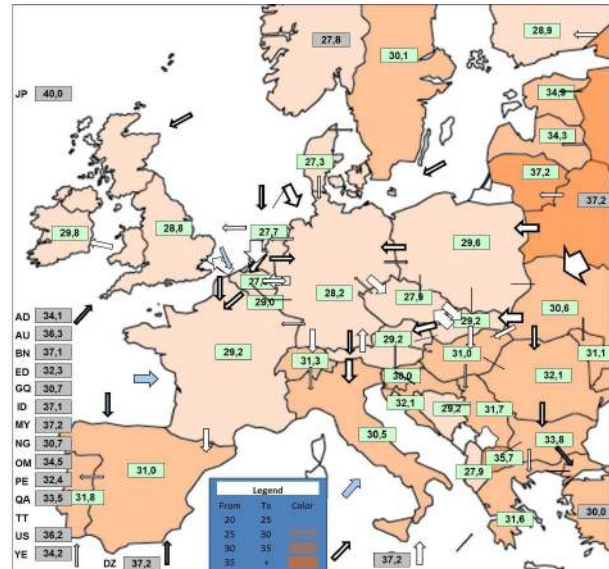 27,8
28,9
30,1
JP 40,0
34,9
34,3
27,3
37,2
37,2
29,8
28,8
27,7
29,6
28,2
27,9
29,0
30,6
29,2
29,2
29,2
31,3
31,0
31,1
30,0
32,1
32,1
29,2
31,7
30,5
33,8
35,7
27,9
31,0
31,8
31,6
30,0
AD 34,1
AU 36,3
BN 37,1
ED 32,3
GQ 30,7
ID 37,1
MY 37,2
NG 30,7
OM 34,5
PE 32,4
QA 33,5
TT
US 36,2
YE 34,2
DZ 37,2
37,2
Legend
From To Color
20 25
25 30
30 35
35 +